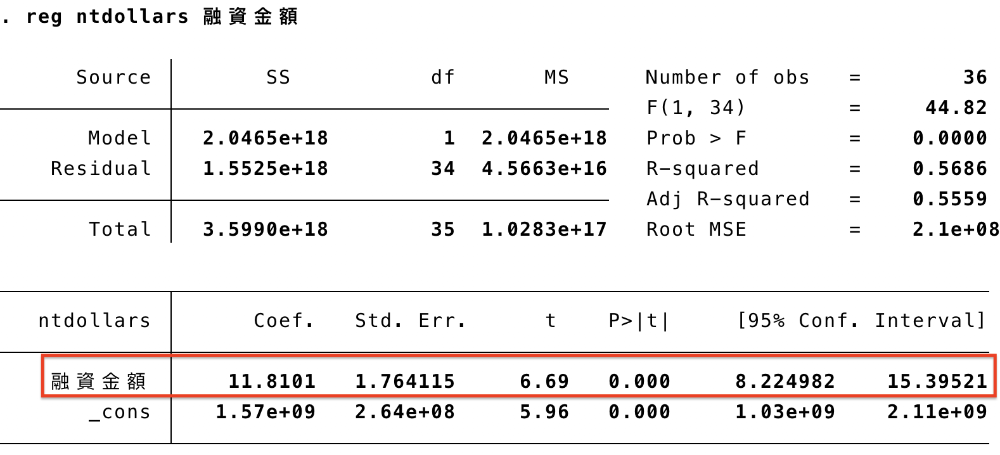 . reg ntdollars 融資金額
Source SS df MS Number of obs = 36
F(1, 34) = 44.82
Model 2.0465e+18 1 2.0465e+18 Prob > F = 0.0000
Residual 1.5525e+18 34 4.5663e+16 R-squared = 0.5686
Adj R-squared = 0.5559
Total 3.5990e+18 35 1.0283e+17 Root MSE = 2.1e+08
ntdollars Coef. Std. Err. t P>|t| [95% Conf. Interval]
融資金額 11.8101 1.764115 6.69 0.000 8.224982 15.39521
_cons 1.57e+09 2.64e+08 5.96 0.000 1.03e+09 2.11e+09